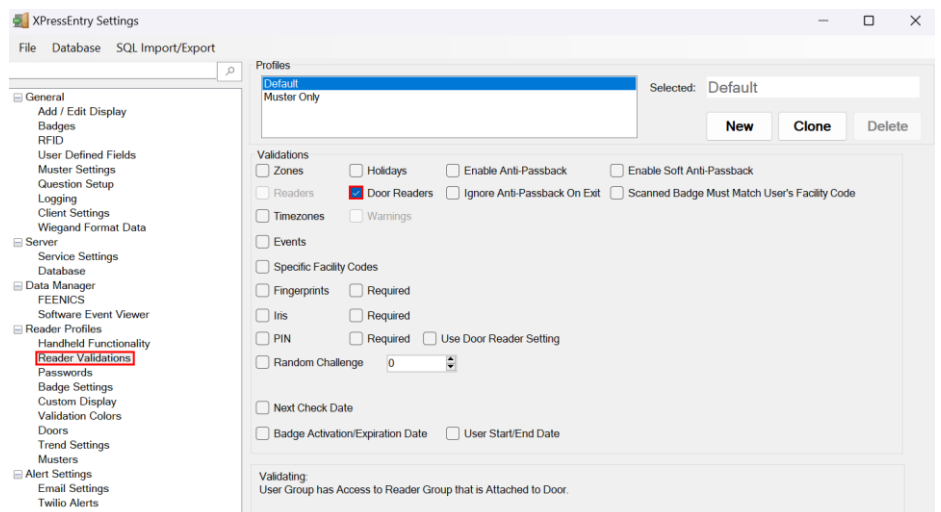 XPressEntry Settings
File Database SQL Import/Export
General
Add / Edit Display
Badges
RFID
User Defined Fields
Muster Settings
Question Setup
Logging
Client Settings
Wiegand Format Data
Server
Service Settings
Database
Data Manager
FEENICS
Software Event Viewer
Reader Profiles
Handheld Functionality
Reader Validations
Passwords
Badge Settings
Custom Display
Validation Colors
Doors
Trend Settings
Musters
Alert Settings
Email Settings
Twilio Alerts
Profiles
Default
Muster Only
Selected: Default
New Clone Delete
Validations
Zones Holidays Enable Anti-Passback Enable Soft Anti-Passback
Readers Door Readers Ignore Anti-Passback On Exit Scanned Badge Must Match User's Facility Code
Timezones Warnings
Events
Specific Facility Codes
Fingerprints Required
Iris Required
PIN Required Use Door Reader Setting
Random Challenge 0
Next Check Date
Badge Activation/Expiration Date User Start/End Date
Validating:
User Group has Access to Reader Group that is Attached to Door.